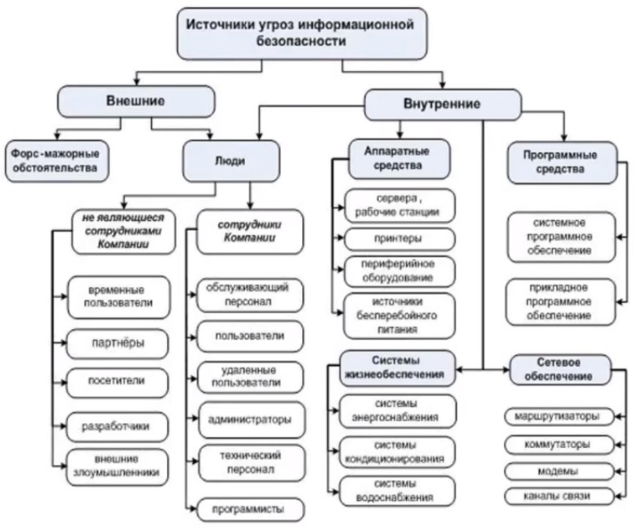 Источники угроз информационной
безопасности
Внешние
Внутренние
Форс-мажорные
обстоятельства
Люди
Аппаратные
средства
Программные
средства
не являющиеся
сотрудниками
Компании
сотрудники
Компании
временные
пользователи
партнёры
посетители
разработчики
внешние
злоумышленники
обслуживающий
персонал
пользователи
удаленные
пользователи
администраторы
технический
персонал
программисты
сервера ,
рабочие станции
принтеры
периферийное
оборудование
источники
бесперебойного
питания
системное
программное
обеспечение
прикладное
программное
обеспечение
Системы
жизнеобеспечения
системы
энергоснабжения
системы
кондиционирования
системы
водоснабжения
Сетевое
обеспечение
маршрутизаторы
коммутаторы
модемы
каналы связи